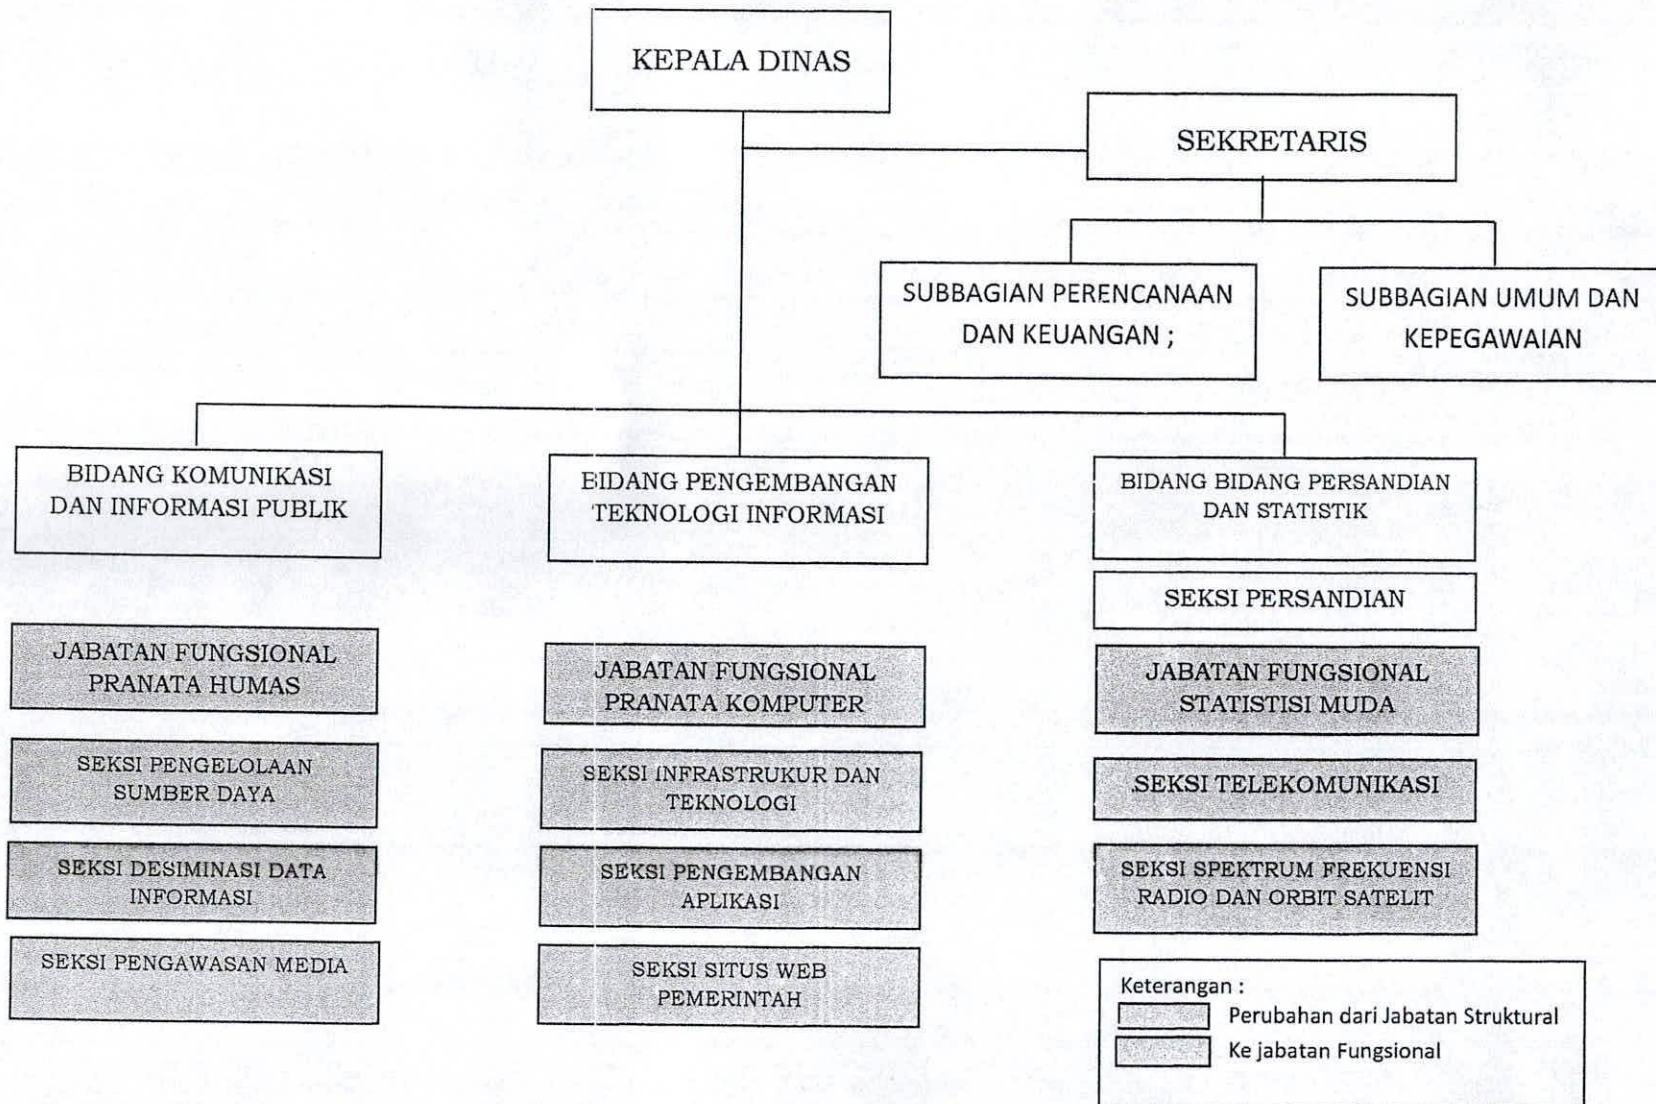 KEPALA DINAS
SEKRETARIS
SUBBAGIAN PERENCANAAN
DAN KEUANGAN ;
SUBBAGIAN UMUM DAN
KEPEGAWAIAN
BIDANG KOMUNIKASI
DAN INFORMASI PUBLIK
BIDANG PENGEMBANGAN
TEKNOLOGI INFORMASI
BIDANG BIDANG PERSANDIAN
DAN STATISTIK
SEKSI PERSANDIAN
JABATAN FUNGSIONAL
PRANATA HUMAS
JABATAN FUNGSIONAL
PRANATA KOMPUTER
JABATAN FUNGSIONAL
STATISTISI MUDA
SEKSI PENGELOLAAN
SUMBER DAYA
SEKSI INFRASTRUKUR DAN
TEKNOLOGI
.SEKSI TELEKOMUNIKASI
SEKSI DESIMINASI DATA
INFORMASI
SEKSI PENGEMBANGAN
APLIKASI
SEKSI SPEKTRUM FREKUENSI
RADIO DAN ORBIT SATELIT
SEKSI PENGAWASAN MEDIA
SEKSI SITUS WEB
PEMERINTAH
Keterangan :
Perubahan dari Jabatan Struktural
Ke jabatan Fungsional